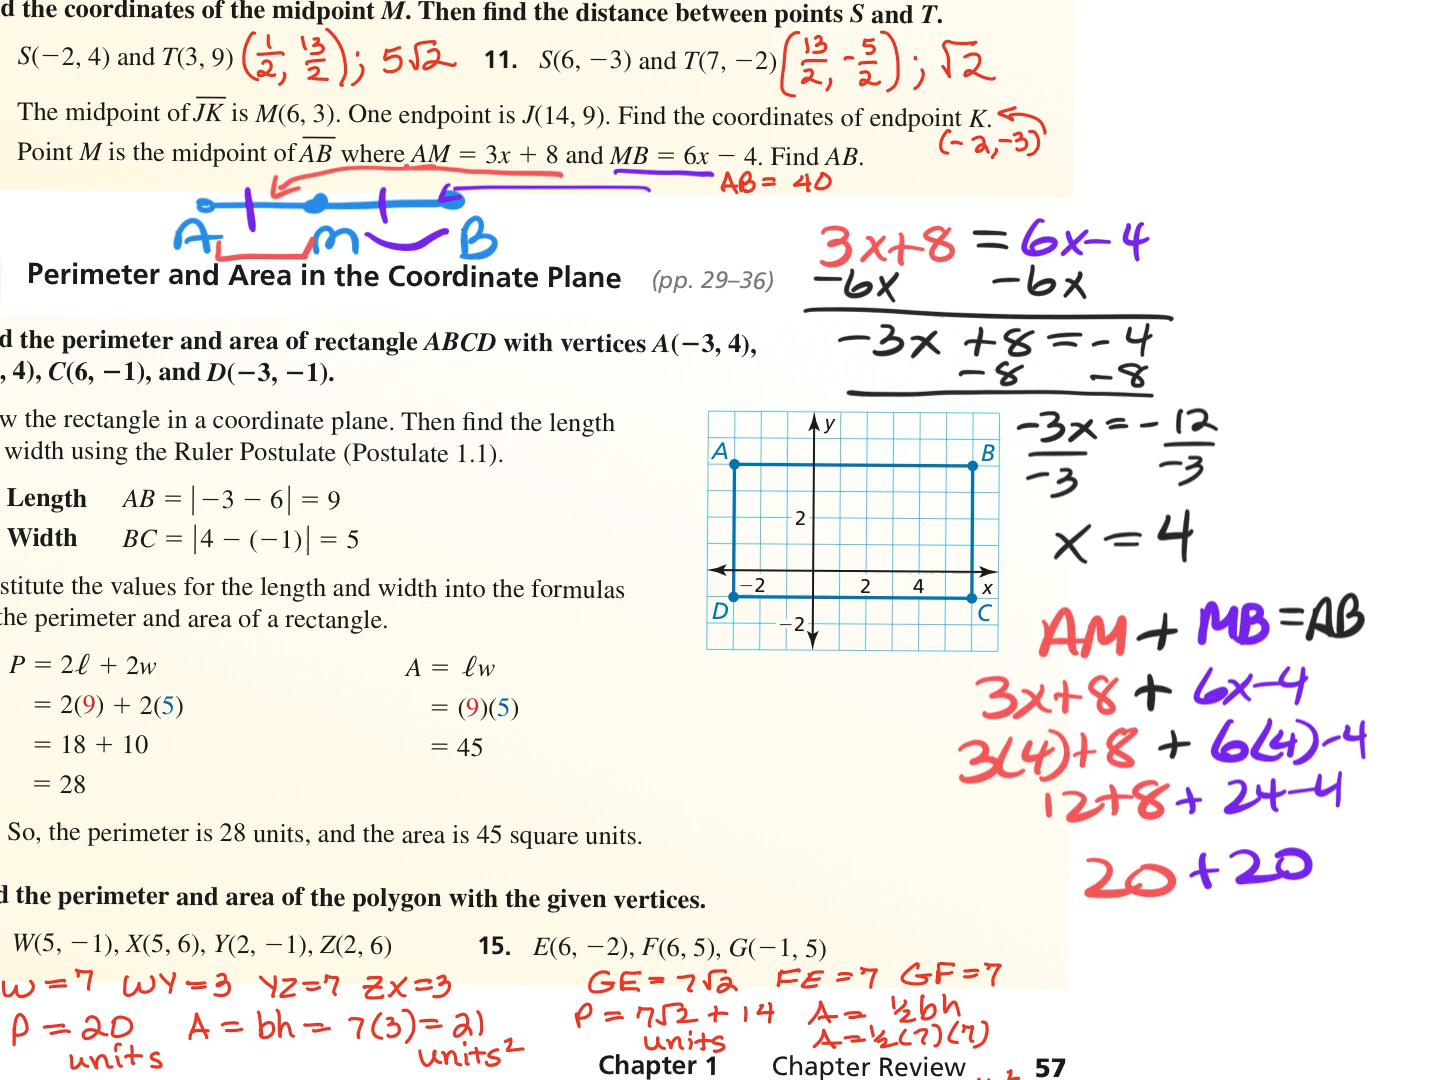 d the coordinates of the midpoint M. Then find the distance between points S and T.
S(−2, 4) and T(3, 9) (1/2, 13/2); 5√2 11. S(6, −3) and T(7, −2) (13/2, -5/2); √2
The midpoint of JK is M(6, 3). One endpoint is J(14, 9). Find the coordinates of endpoint K.
(-2,-3)
Point M is the midpoint of AB where AM = 3x + 8 and MB = 6x − 4. Find AB.
AB = 40
A M B
3x+8 = 6x-4
-6x -6x
-3x +8 = -4
-8 -8
-3x = -12
-3 -3
x = 4
AM + MB = AB
3x+8 + 6x-4
3(4)+8 + 6(4)-4
12+8 + 24-4
20 + 20
Perimeter and Area in the Coordinate Plane (pp. 29–36)
d the perimeter and area of rectangle ABCD with vertices A(−3, 4),
, 4), C(6, −1), and D(−3, −1).
w the rectangle in a coordinate plane. Then find the length
width using the Ruler Postulate (Postulate 1.1).
Length AB = |−3 − 6| = 9
Width BC = |4 − (−1)| = 5
stitute the values for the length and width into the formulas
the perimeter and area of a rectangle.
P = 2ℓ + 2w A = ℓw
= 2(9) + 2(5) = (9)(5)
= 18 + 10 = 45
= 28
So, the perimeter is 28 units, and the area is 45 square units.
y
A B
2
−2 2 4 x
D C
−2
d the perimeter and area of the polygon with the given vertices.
W(5, −1), X(5, 6), Y(2, −1), Z(2, 6) 15. E(6, −2), F(6, 5), G(−1, 5)
W = 7 WY = 3 YZ = 7 ZX = 3
P = 20 A = bh = 7(3) = 21
units units²
GE = 7√2 FE = 7 GF = 7
P = 7√2 + 14 A = ½bh
units A = ½(7)(7)
Chapter 1 Chapter Review 57